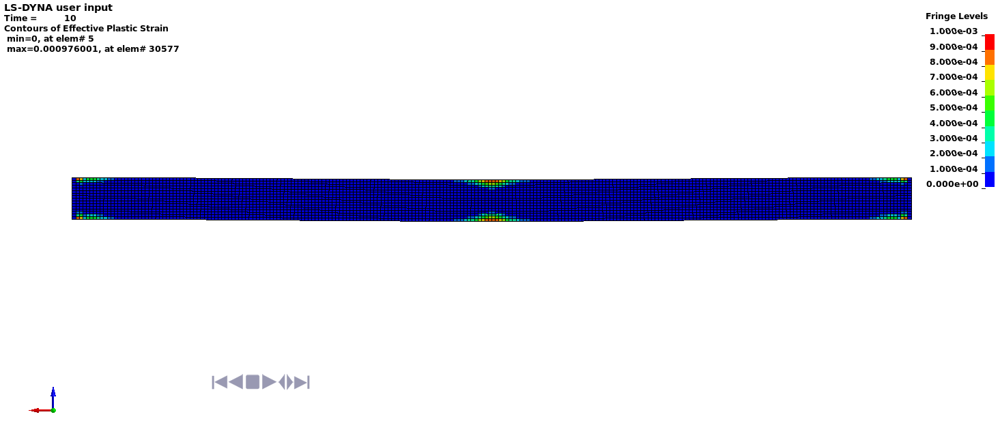 LS-DYNA user input
Time = 10
Contours of Effective Plastic Strain
min=0, at elem# 5
max=0.000976001, at elem# 30577
Fringe Levels
1.000e-03
9.000e-04
8.000e-04
7.000e-04
6.000e-04
5.000e-04
4.000e-04
3.000e-04
2.000e-04
1.000e-04
0.000e+00